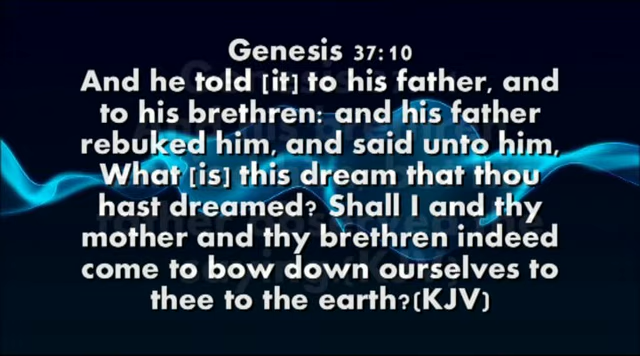 Genesis 37:10
And he told [it] to his father, and
to his brethren: and his father
rebuked him, and said unto him,
What [is] this dream that thou
hast dreamed? Shall I and thy
mother and thy brethren indeed
come to bow down ourselves to
thee to the earth?(KJV)